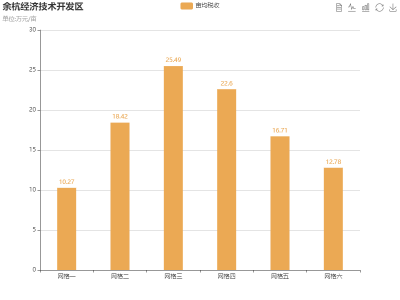 余杭经济技术开发区
亩均税收
单位:万元/亩
30
25
20
15
10
5
0
10.27
18.42
25.49
22.6
16.71
12.78
网格一
网格二
网格三
网格四
网格五
网格六